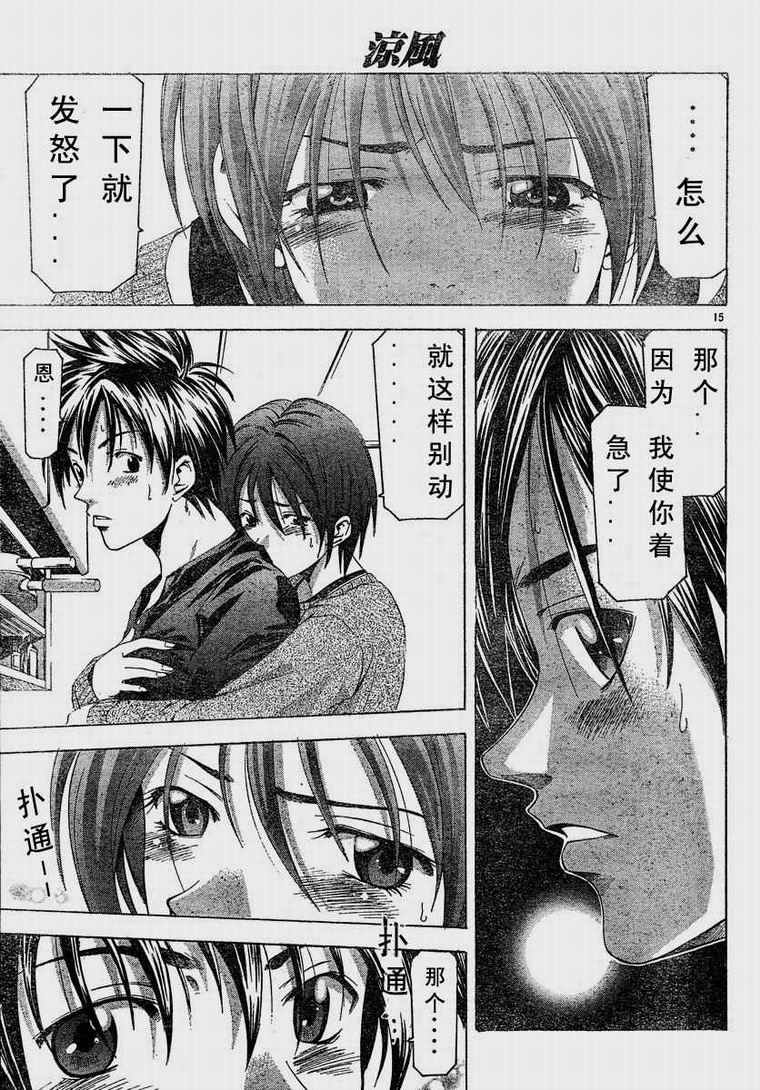 涼風
‥‥怎么
一下就
发怒了···
15
那个··
因为
我使你着
急了···
就这样别动
·····
恩····
扑通--
扑通…
那个····